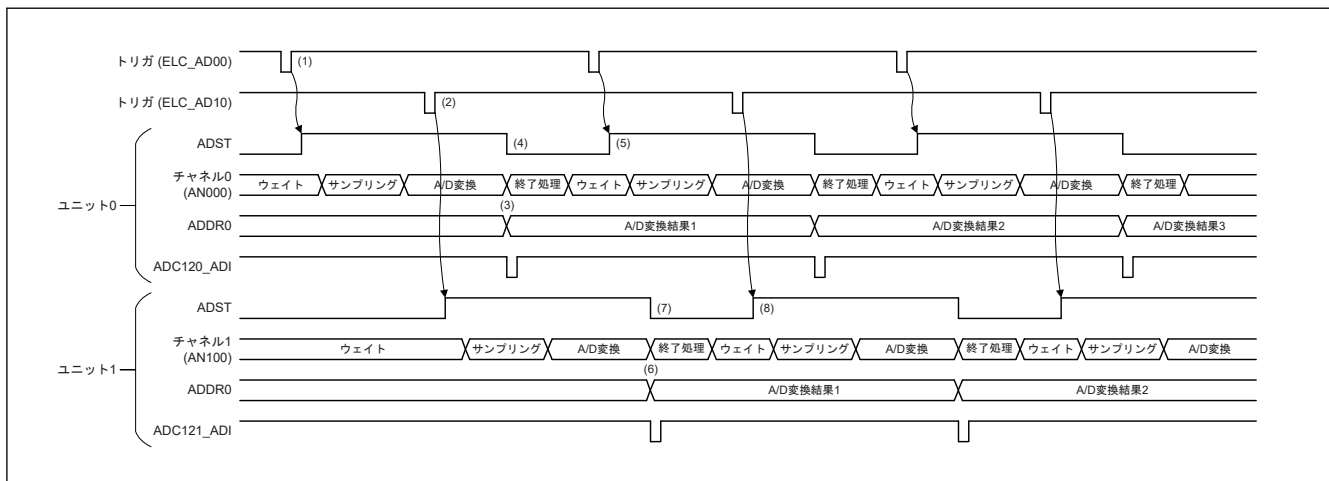 トリガ (ELC_AD00)
(1)
トリガ (ELC_AD10)
(2)
ADST
(4)
(5)
チャネル0
(AN000)
ウェイト サンプリング A/D変換 終了処理 ウェイト サンプリング A/D変換 終了処理 ウェイト サンプリング A/D変換 終了処理
ユニット0
(3)
ADDR0
A/D変換結果1 A/D変換結果2 A/D変換結果3
ADC120_ADI
ADST
(7)
(8)
チャネル1
(AN100)
ウェイト サンプリング A/D変換 終了処理 ウェイト サンプリング A/D変換 終了処理 ウェイト サンプリング A/D変換
ユニット1
(6)
ADDR0
A/D変換結果1 A/D変換結果2
ADC121_ADI